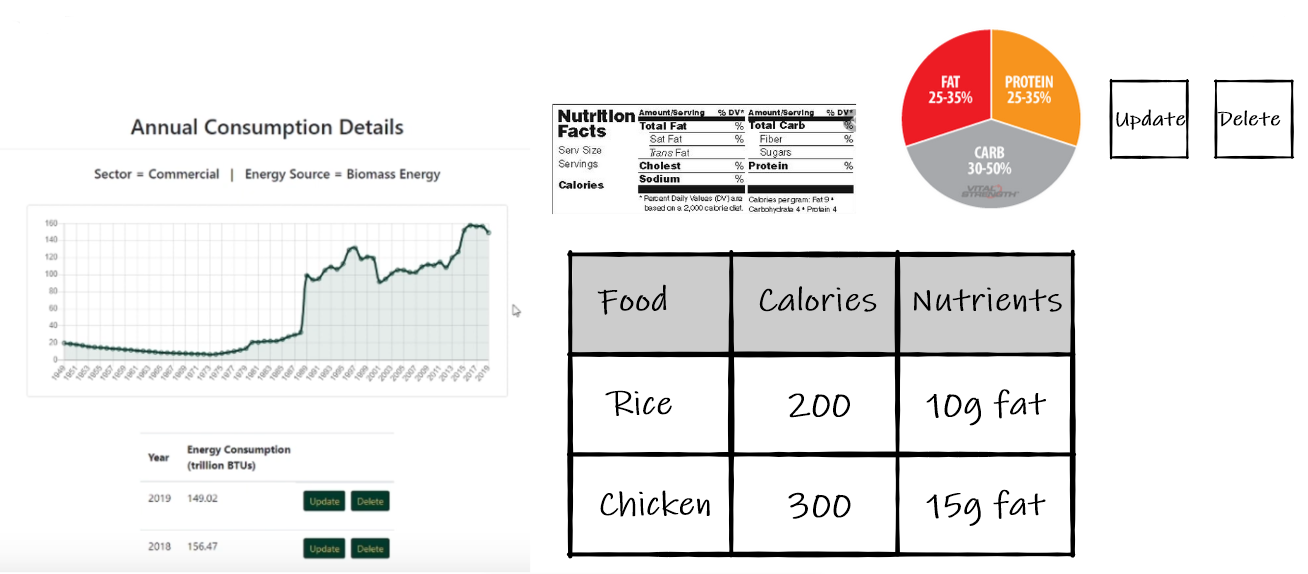 Annual Consumption Details
Sector = Commercial | Energy Source = Biomass Energy
160
140
120
100
80
60
40
20
0
1949 1951 1953 1955 1957 1959 1961 1963 1965 1967 1969 1971 1973 1975 1977 1979 1981 1983 1985 1987 1989 1991 1993 1995 1997 1999 2001 2003 2005 2007 2009 2011 2013 2015 2017 2019
Year
Energy Consumption
(trillion BTUs)
2019 149.02 Update Delete
2018 156.47 Update Delete
Nutrition
Facts
Serv Size
Servings
Calories
Amount/Serving % DV*
Total Fat %
Sat Fat %
Trans Fat
Cholest %
Sodium %
* Percent Daily Values (DV) are
based on a 2,000 calorie diet.
Amount/Serving % DV*
Total Carb %
Fiber %
Sugars
Protein %
Calories per gram: Fat 9 •
Carbohydrate 4 • Protein 4
FAT
25-35%
PROTEIN
25-35%
CARB
30-50%
VITAL
STRENGTH
Update
Delete
Food Calories Nutrients
Rice 200 10g fat
Chicken 300 15g fat